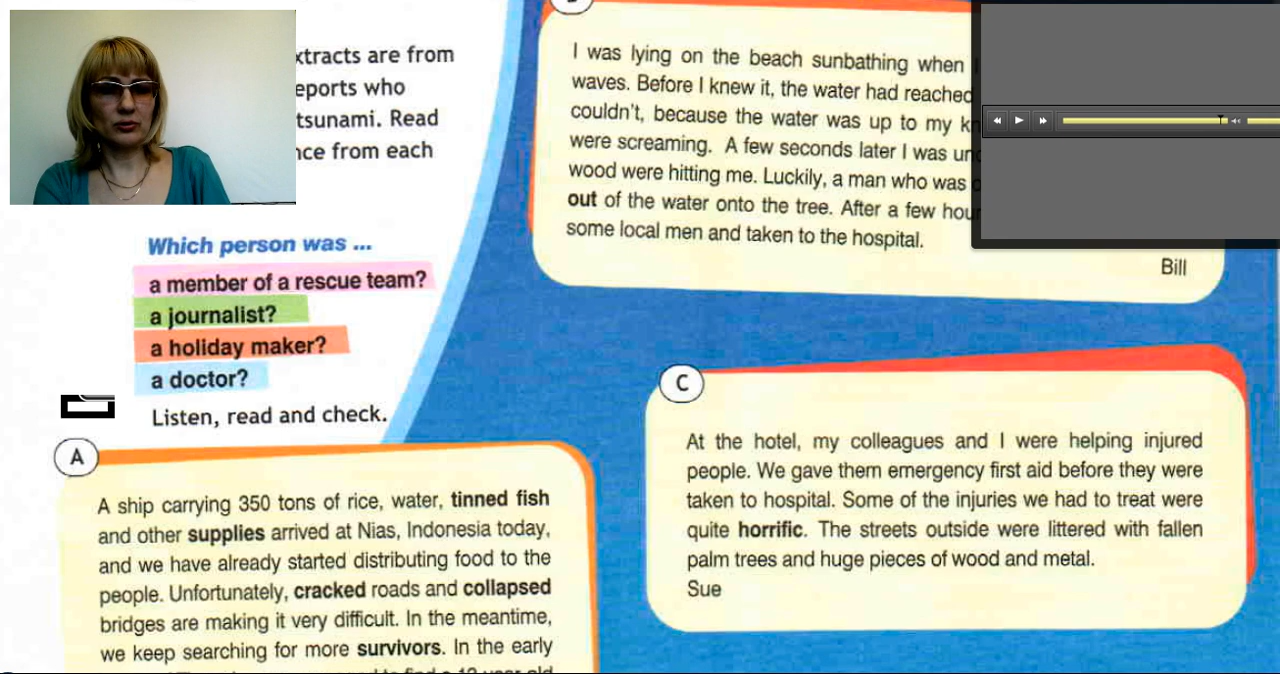 xtracts are from
eports who
tsunami. Read
nce from each
Which person was ...
a member of a rescue team?
a journalist?
a holiday maker?
a doctor?
Listen, read and check.
A
A ship carrying 350 tons of rice, water, tinned fish
and other supplies arrived at Nias, Indonesia today,
and we have already started distributing food to the
people. Unfortunately, cracked roads and collapsed
bridges are making it very difficult. In the meantime,
we keep searching for more survivors. In the early
I was lying on the beach sunbathing when
waves. Before I knew it, the water had reached
couldn't, because the water was up to my
were screaming. A few seconds later I was
wood were hitting me. Luckily, a man who was
out of the water onto the tree. After a few
some local men and taken to the hospital.
Bill
C
At the hotel, my colleagues and I were helping injured
people. We gave them emergency first aid before they were
taken to hospital. Some of the injuries we had to treat were
quite horrific. The streets outside were littered with fallen
palm trees and huge pieces of wood and metal.
Sue